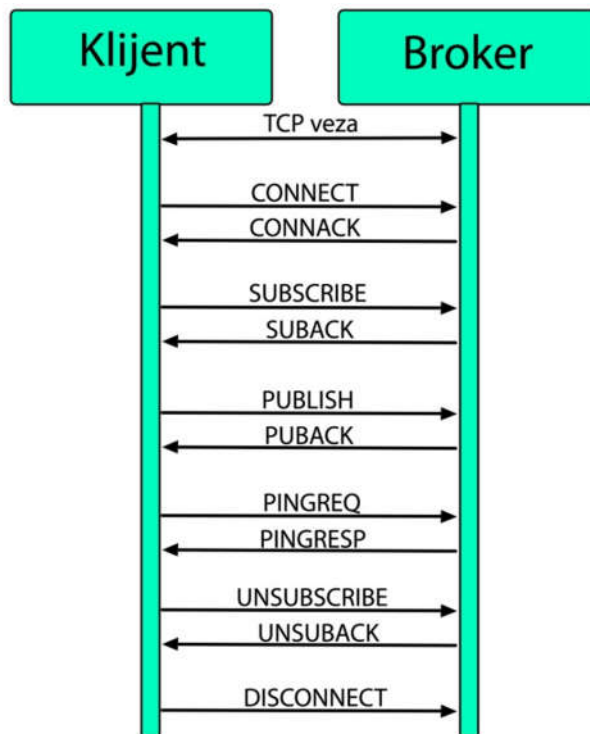 Klijent
Broker
TCP veza
CONNECT
CONNACK
SUBSCRIBE
SUBACK
PUBLISH
PUBACK
PINGREQ
PINGRESP
UNSUBSCRIBE
UNSUBACK
DISCONNECT